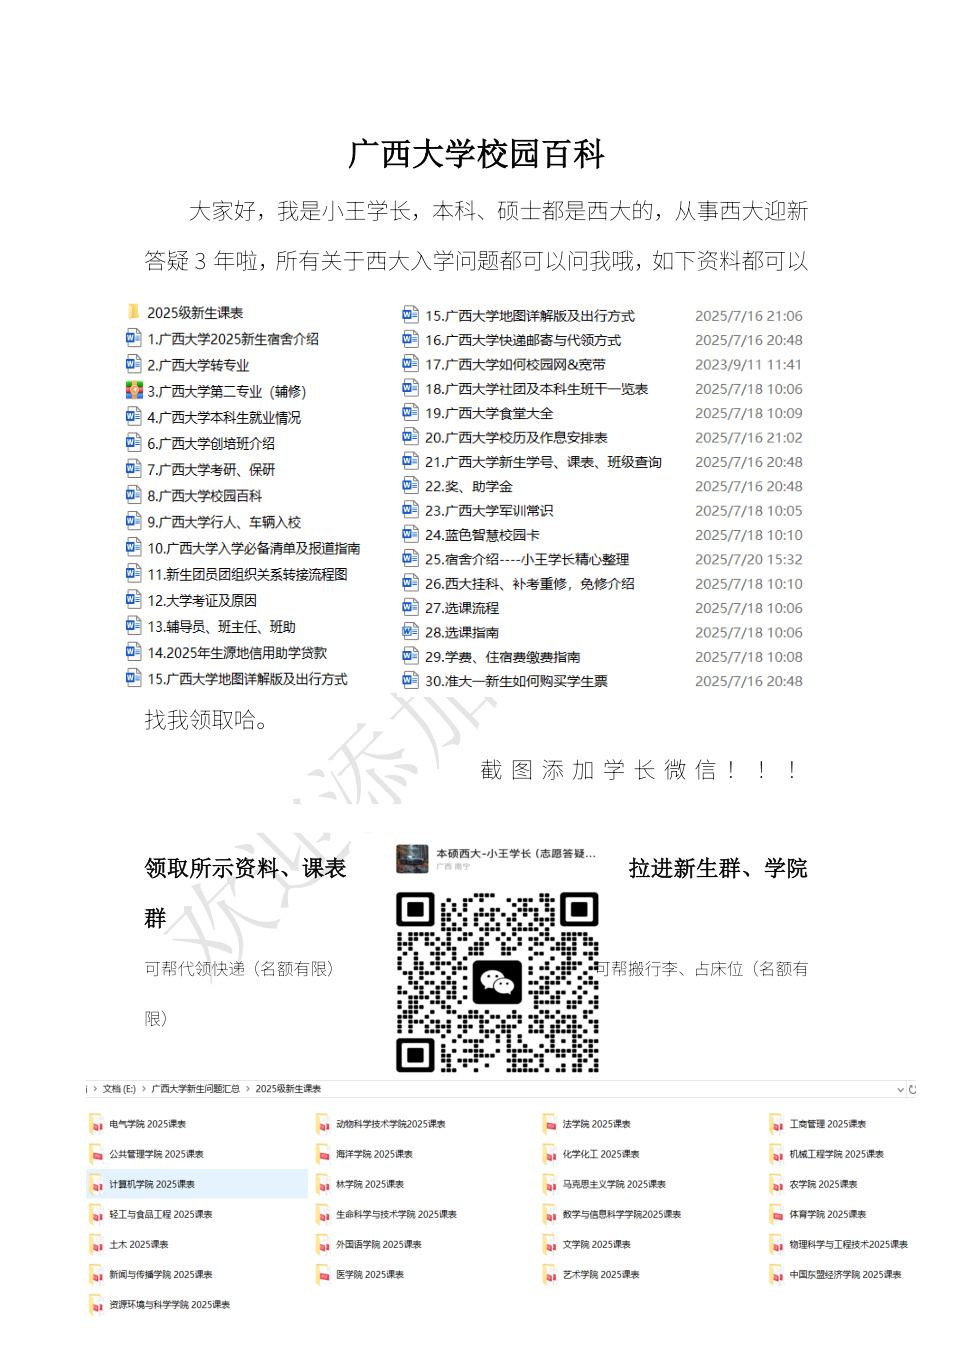 广西大学校园百科
大家好，我是小王学长，本科、硕士都是西大的，从事西大迎新
答疑 3 年啦，所有关于西大入学问题都可以问我哦，如下资料都可以
2025级新生课表
1.广西大学2025新生宿舍介绍
2.广西大学转专业
3.广西大学第二专业（辅修）
4.广西大学本科生就业情况
6.广西大学创培班介绍
7.广西大学考研、保研
8.广西大学校园百科
9.广西大学行人、车辆入校
10.广西大学入学必备清单及报道指南
11.新生团员团组织关系转接流程图
12.大学考证及原因
13.辅导员、班主任、班助
14.2025年生源地信用助学贷款
15.广西大学地图详解版及出行方式
15.广西大学地图详解版及出行方式 2025/7/16 21:06
16.广西大学快递邮寄与代领方式 2025/7/16 20:48
17.广西大学如何校园网&宽带 2023/9/11 11:41
18.广西大学社团及本科生班干一览表 2025/7/18 10:06
19.广西大学食堂大全 2025/7/18 10:09
20.广西大学校历及作息安排表 2025/7/16 21:02
21.广西大学新生学号、课表、班级查询 2025/7/16 20:48
22.奖、助学金 2025/7/16 20:48
23.广西大学军训常识 2025/7/18 10:05
24.蓝色智慧校园卡 2025/7/18 10:10
25.宿舍介绍----小王学长精心整理 2025/7/20 15:32
26.西大挂科、补考重修，免修介绍 2025/7/18 10:10
27.选课流程 2025/7/18 10:06
28.选课指南 2025/7/18 10:06
29.学费、住宿费缴费指南 2025/7/18 10:08
30.准大一新生如何购买学生票 2025/7/16 20:48
找我领取哈。
截图添加学长微信！！！
欢迎添加
本硕西大-小王学长（志愿答疑...
广西 南宁
领取所示资料、课表 拉进新生群、学院
群
可帮代领快递（名额有限） 可帮搬行李、占床位（名额有
限）
文档 (E:) > 广西大学新生问题汇总 > 2025级新生课表
电气学院 2025课表 动物科学技术学院2025课表 法学院 2025课表 工商管理 2025课表
公共管理学院 2025课表 海洋学院 2025课表 化学化工 2025课表 机械工程学院 2025课表
计算机学院 2025课表 林学院 2025课表 马克思主义学院 2025课表 农学院 2025课表
轻工与食品工程 2025课表 生命科学与技术学院 2025课表 数学与信息科学学院2025课表 体育学院 2025课表
土木 2025课表 外国语学院 2025课表 文学院 2025课表 物理科学与工程技术2025课表
新闻与传播学院 2025课表 医学院 2025课表 艺术学院 2025课表 中国东盟经济学院 2025课表
资源环境与科学学院 2025课表